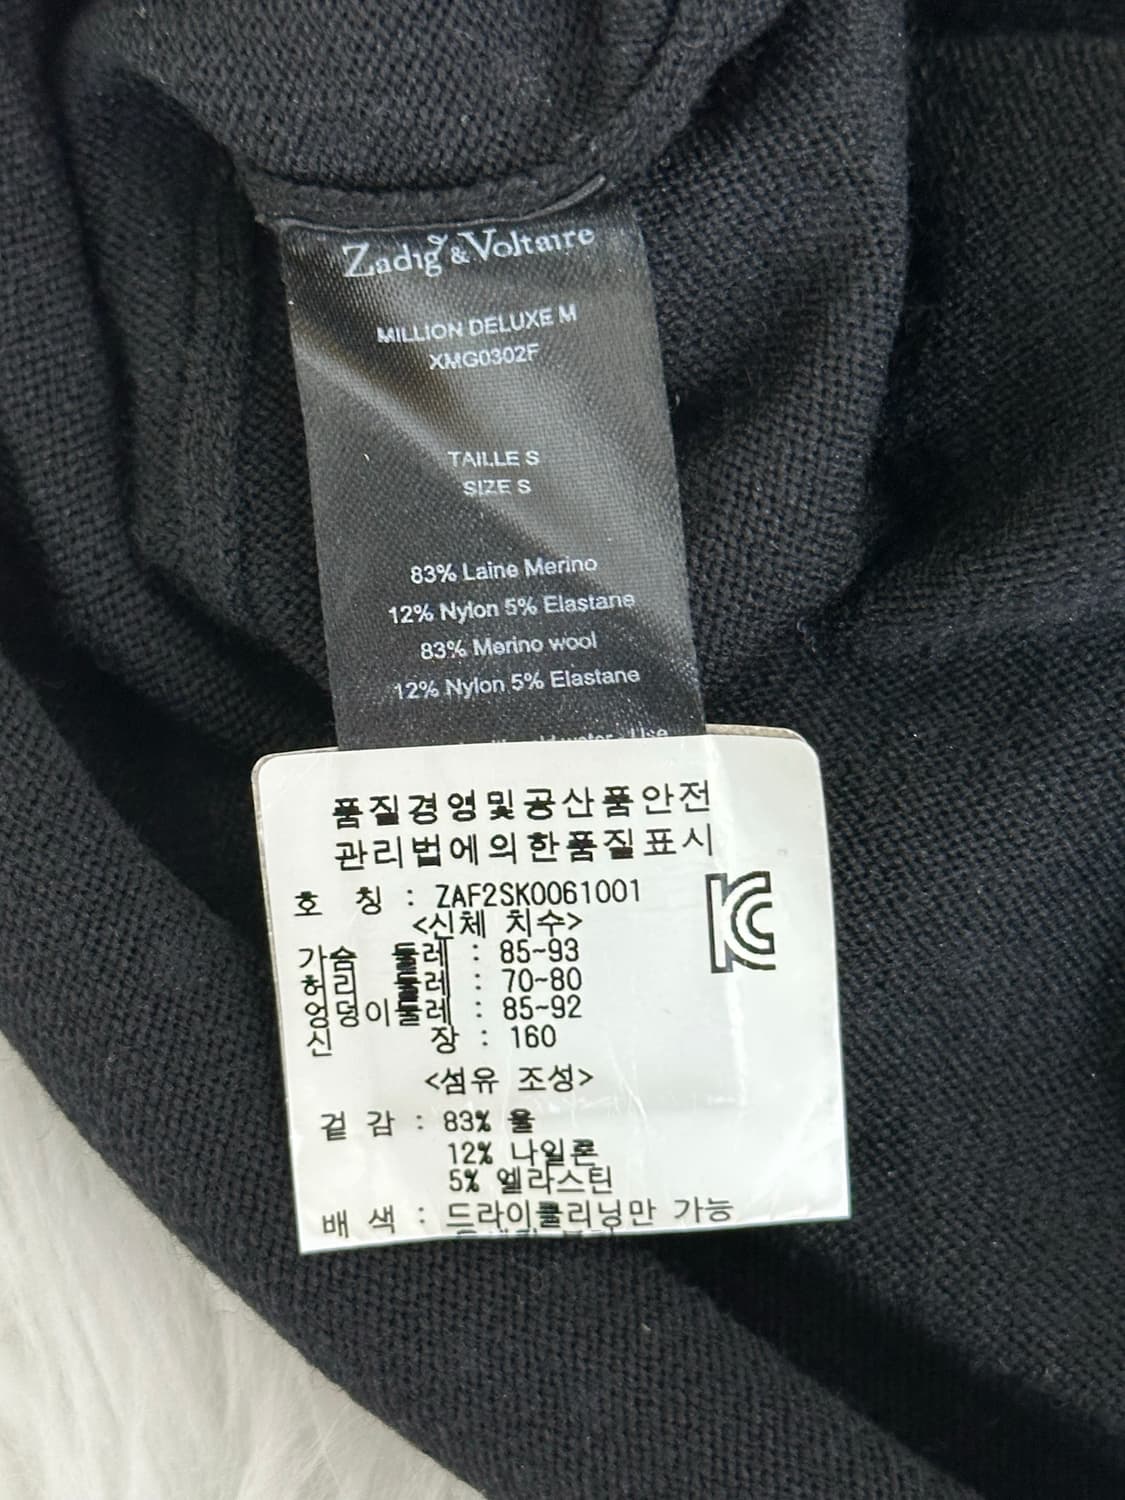 Zadig & Voltaire
MILLION DELUXE M
XMG0302F
TAILLE S
SIZE S
83% Laine Merino
12% Nylon 5% Elastane
83% Merino wool
12% Nylon 5% Elastane
water. Use
품질경영및공산품안전
관리법에의한품질표시
호 칭 : ZAF2SK0061001
<신체 치수>
가슴 둘레 : 85~93
허리 둘레 : 70~80
엉덩이둘레 : 85~92
신 장 : 160
<섬유 조성>
겉 감 : 83% 울
12% 나일론
5% 엘라스틴
배 색 : 드라이클리닝만 가능